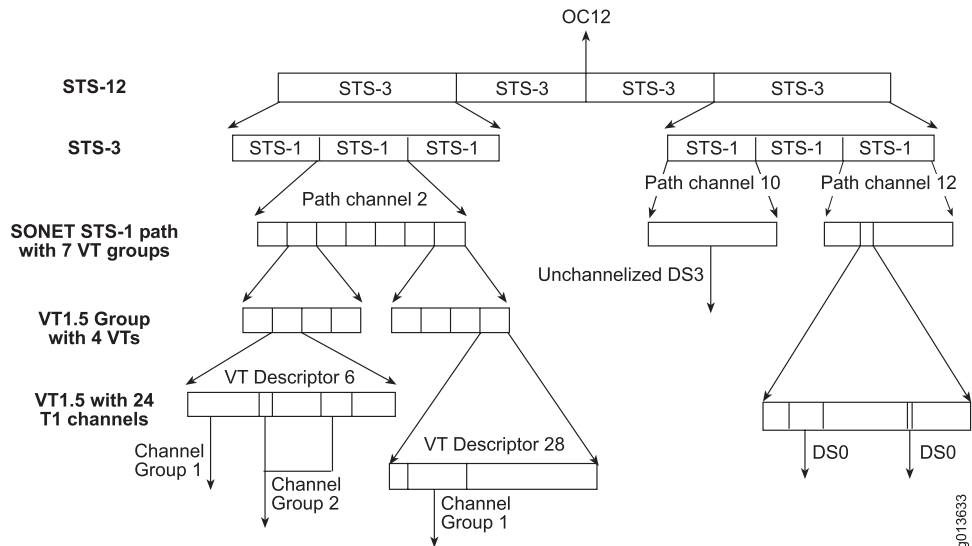 OC12
STS-12
STS-3
STS-3
STS-3
STS-3
STS-3
STS-1
STS-1
STS-1
STS-1
STS-1
STS-1
Path channel 2
Path channel 10
Path channel 12
SONET STS-1 path
with 7 VT groups
Unchannelized DS3
VT1.5 Group
with 4 VTs
VT Descriptor 6
VT1.5 with 24
T1 channels
Channel
Group 1
VT Descriptor 28
DS0
DS0
Channel
Group 2
Channel
Group 1
g013633